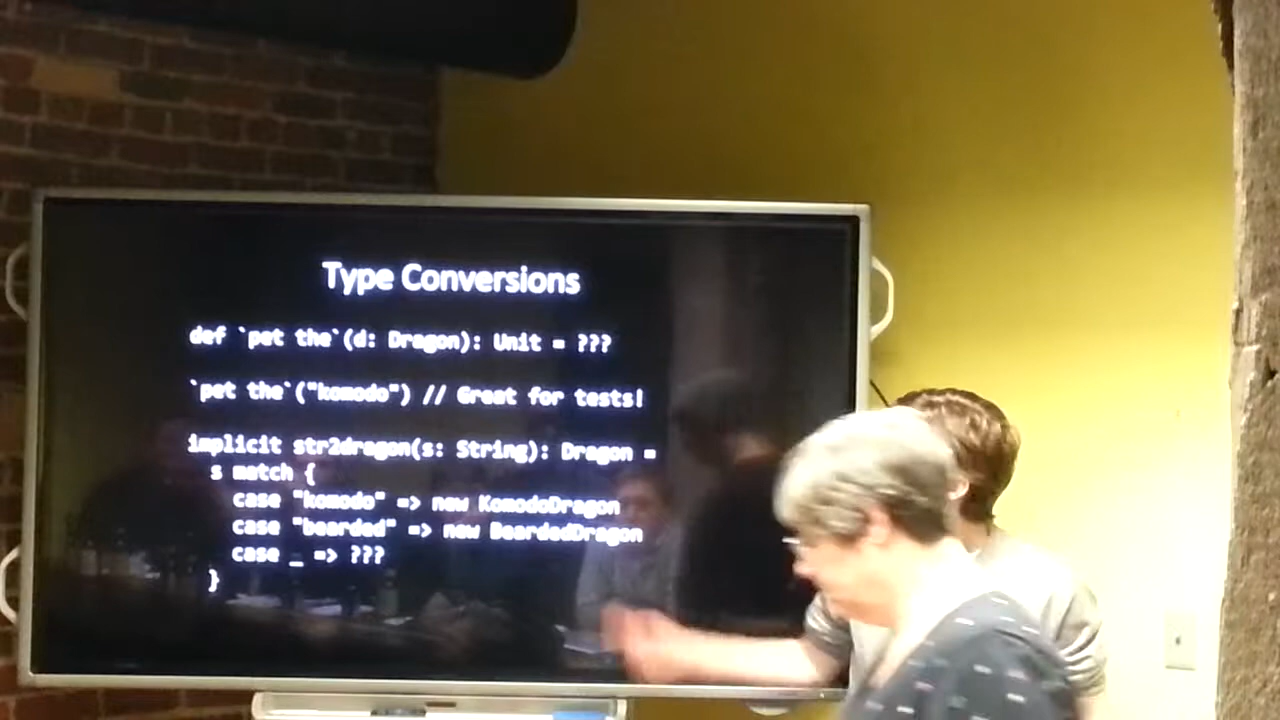 Type Conversions
def `pet the`(d: Dragon): Unit = ???
`pet the`("komodo") // Great for tests!
implicit str2dragon(s: String): Dragon =
s match {
case "komodo" => new KomodoDragon
case "bearded" => new BeardedDragon
case _ => ???
}